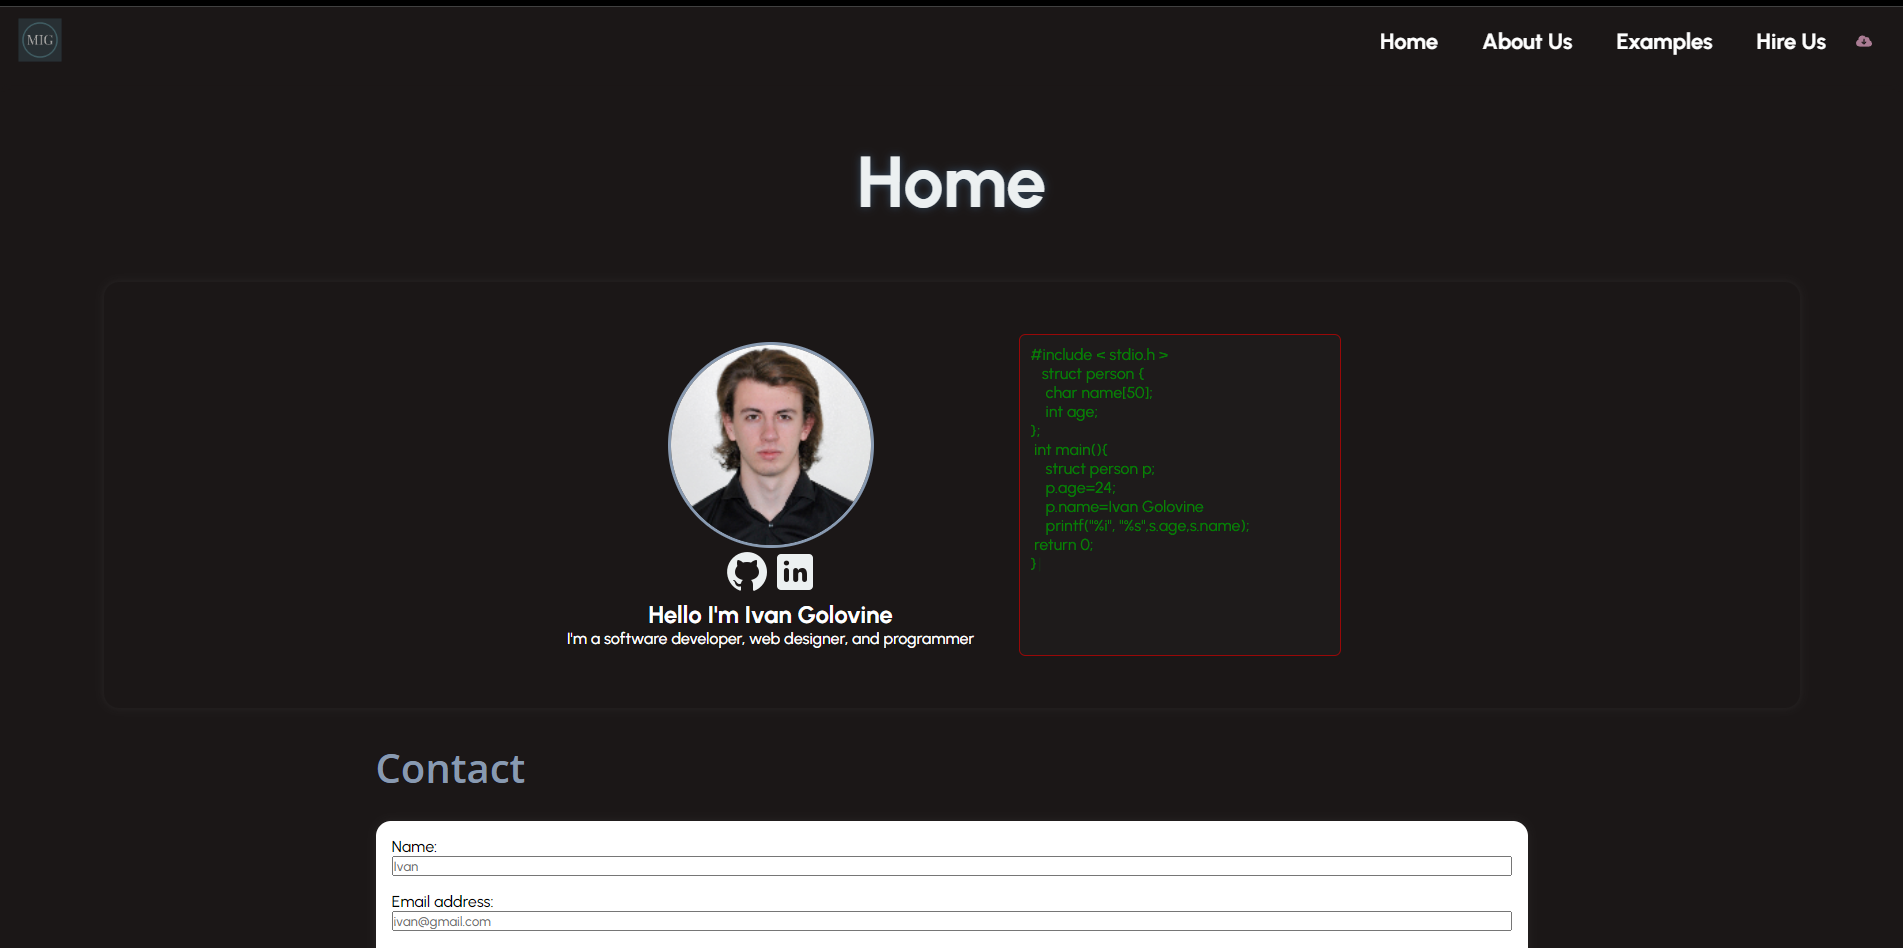 MIG
Home About Us Examples Hire Us
Home
#include < stdio.h >
struct person {
char name[50];
int age;
};
int main(){
struct person p;
p.age=24;
p.name=Ivan Golovine
printf("%i", "%s",s.age,s.name);
return 0;
}
in
Hello I'm Ivan Golovine
I'm a software developer, web designer, and programmer
Contact
Name:
Ivan
Email address:
ivan@gmail.com